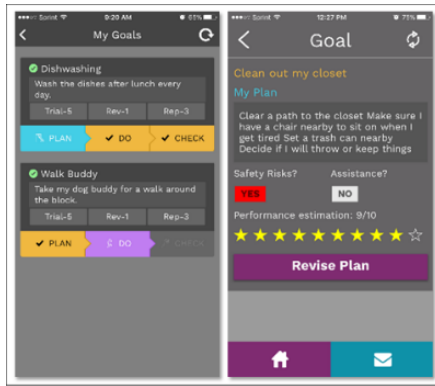 Sprint 9:20 AM 69%
My Goals
Dishwashing
Wash the dishes after lunch every
day.
Trial-5 Rev-1 Rep-3
PLAN DO CHECK
Walk Buddy
Take my dog buddy for a walk around
the block.
Trial-5 Rev-1 Rep-3
PLAN DO CHECK
Sprint 12:27 PM 75%
Goal
Clean out my closet
My Plan
Clear a path to the closet Make sure I
have a chair nearby to sit on when I
get tired Set a trash can nearby
Decide if I will throw or keep things
Safety Risks? Assistance?
YES NO
Performance estimation: 9/10
Revise Plan